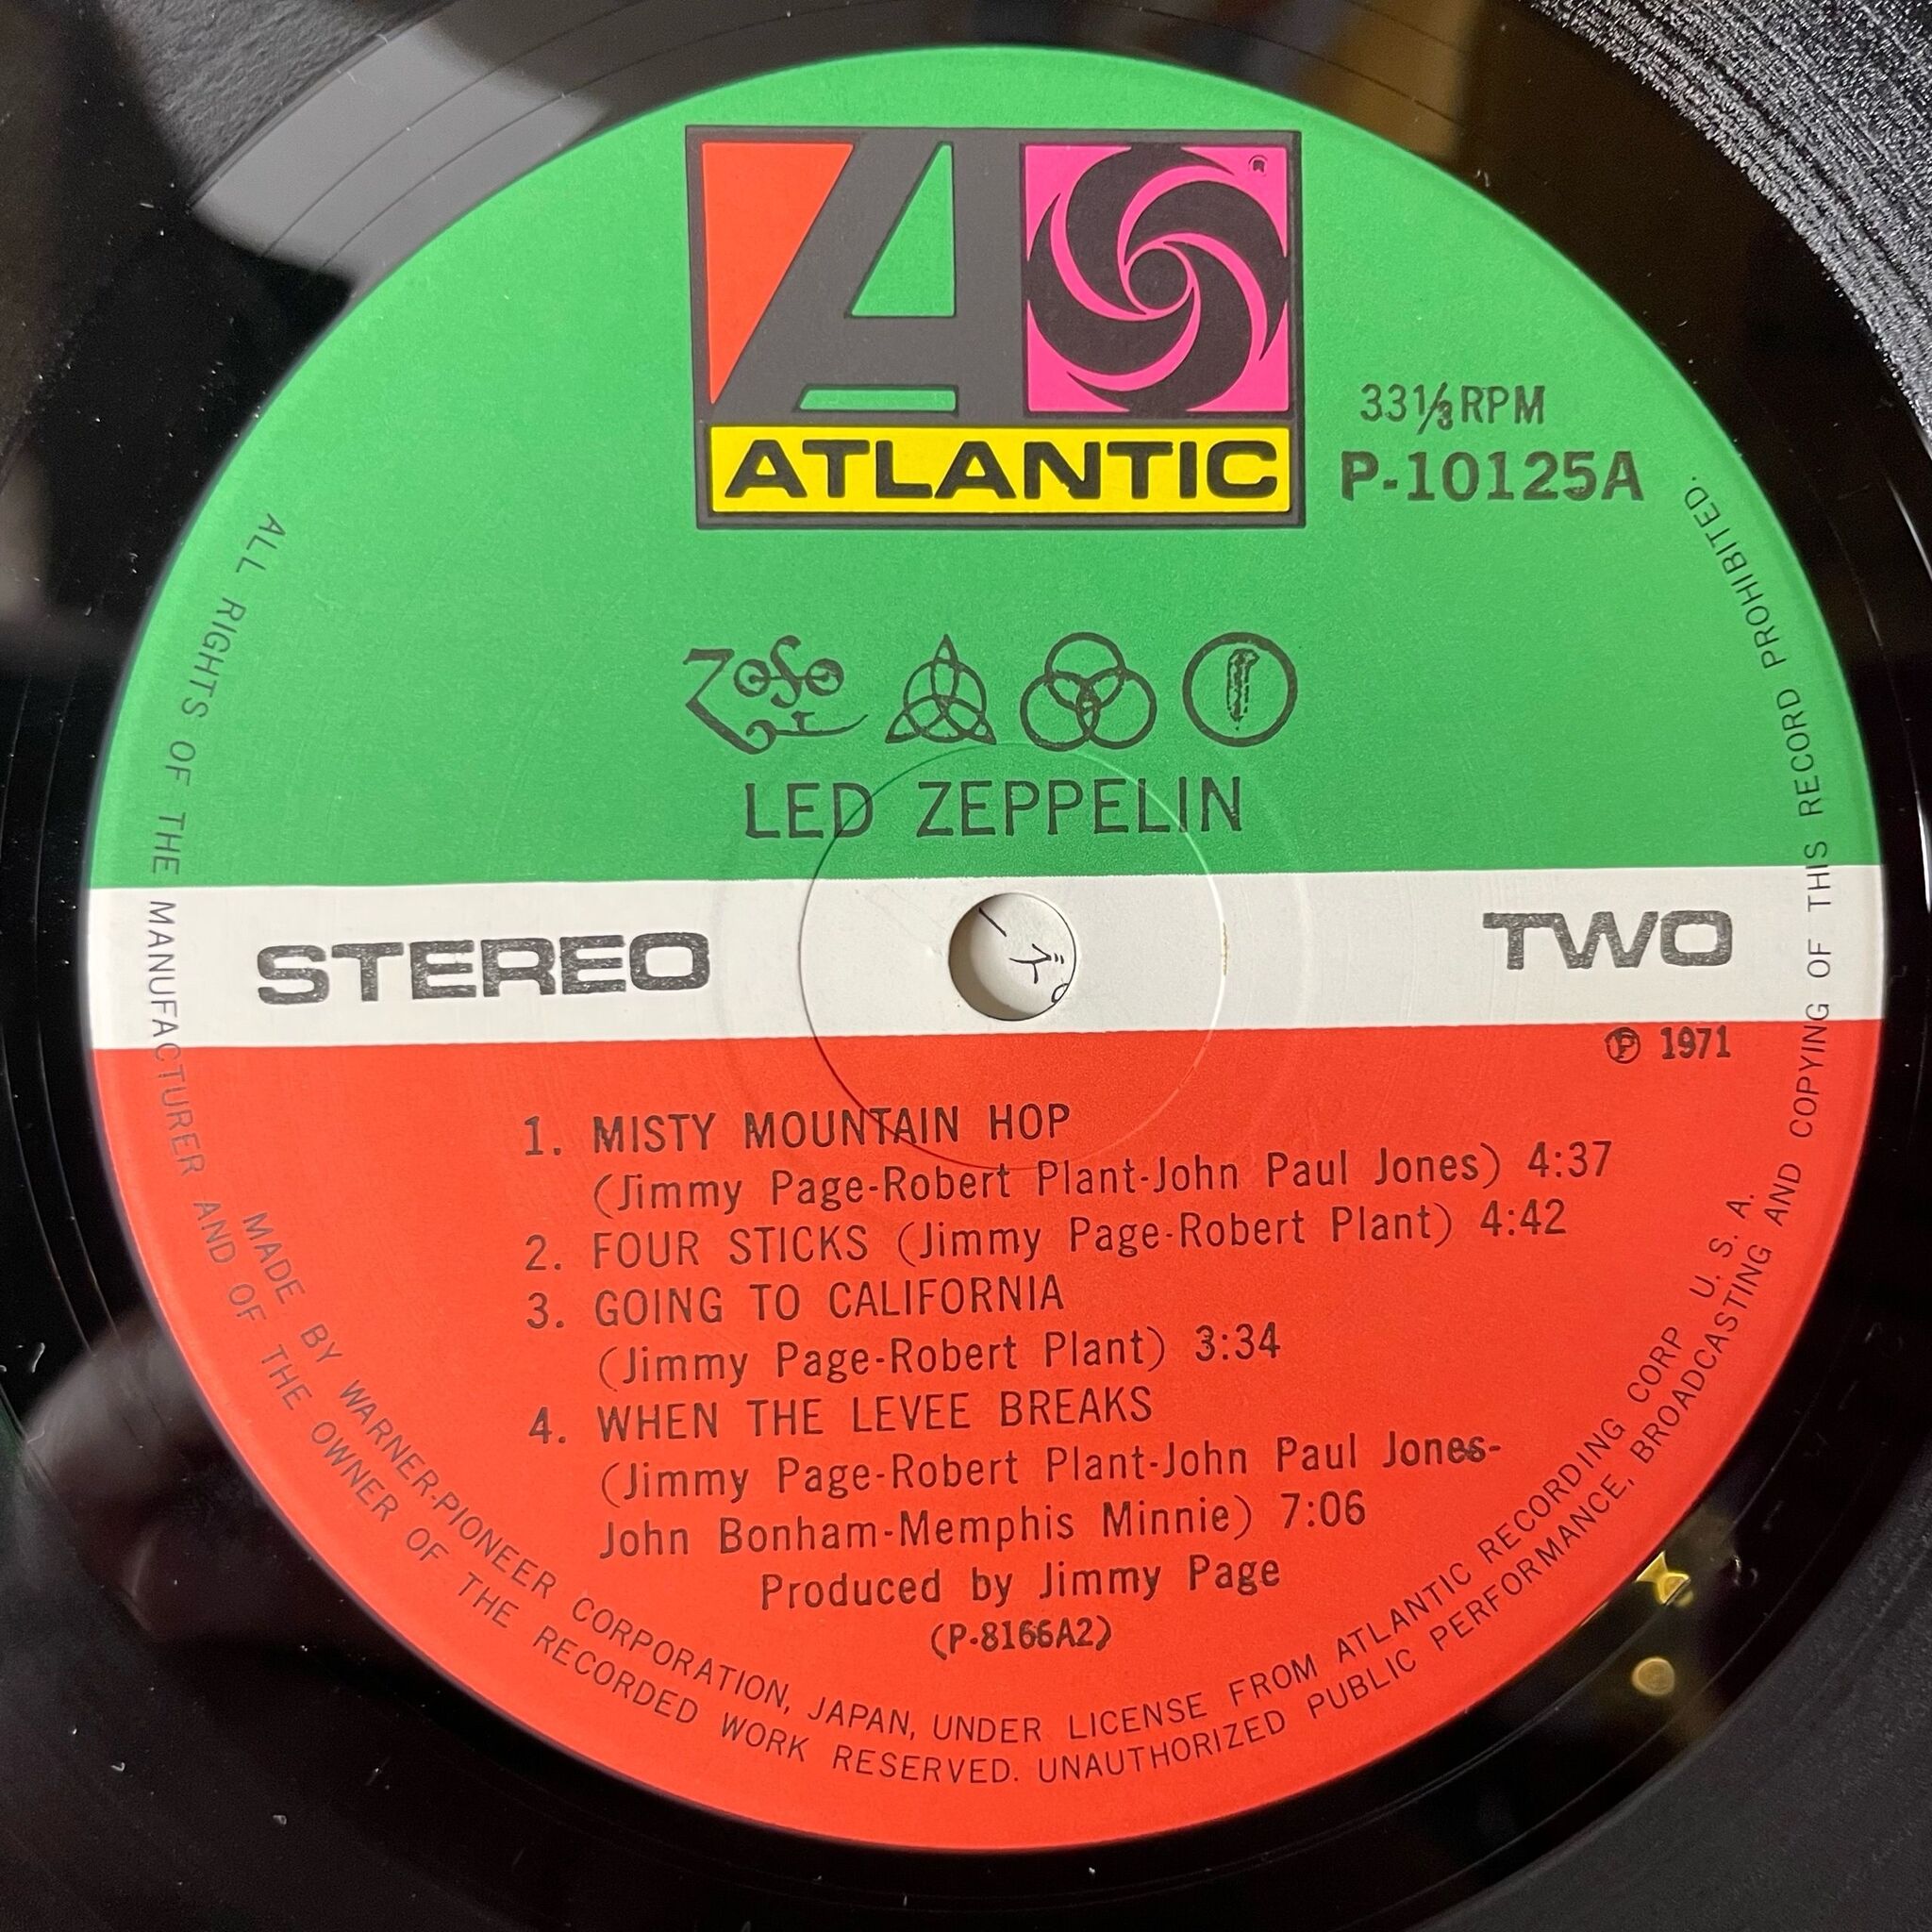 ATLANTIC
®
33⅓ RPM
P-10125A
LED ZEPPELIN
STEREO
TWO
Ⓟ 1971
1. MISTY MOUNTAIN HOP
(Jimmy Page-Robert Plant-John Paul Jones) 4:37
2. FOUR STICKS (Jimmy Page-Robert Plant) 4:42
3. GOING TO CALIFORNIA
(Jimmy Page-Robert Plant) 3:34
4. WHEN THE LEVEE BREAKS
(Jimmy Page-Robert Plant-John Paul Jones-
John Bonham-Memphis Minnie) 7:06
Produced by Jimmy Page
(P-8166A2)
MADE BY WARNER-PIONEER CORPORATION, JAPAN, UNDER LICENSE FROM ATLANTIC RECORDING CORP U.S.A.
ALL RIGHTS OF THE MANUFACTURER AND OF THE OWNER OF THE RECORDED WORK RESERVED. UNAUTHORIZED PUBLIC PERFORMANCE, BROADCASTING AND COPYING OF THIS RECORD PROHIBITED.